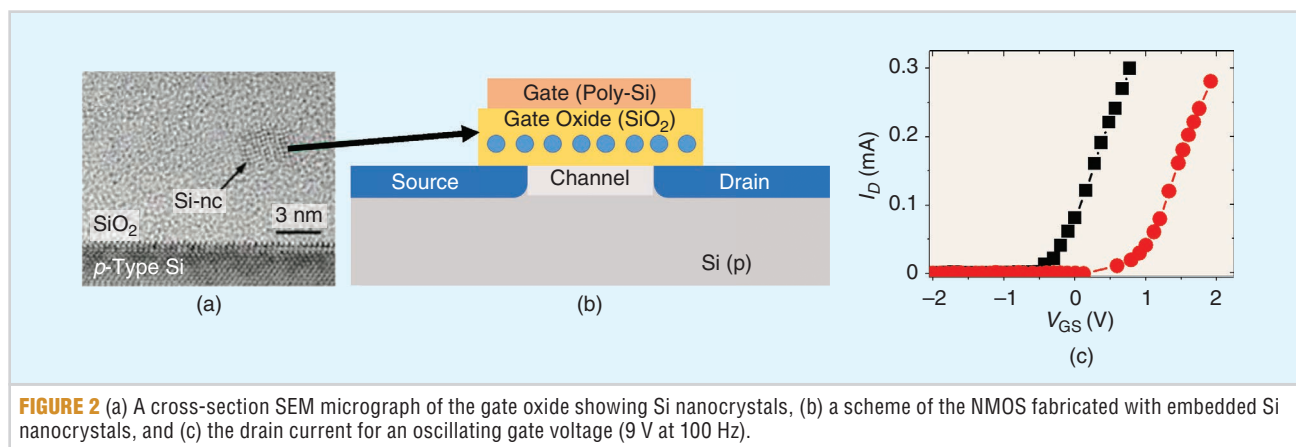 Si-nc
3 nm
SiO₂
p-Type Si
(a)
Gate (Poly-Si)
Gate Oxide (SiO₂)
Source
Channel
Drain
Si (p)
(b)
I_D (mA)
0.3
0.2
0.1
0
–2
–1
0
1
2
V_GS (V)
(c)
FIGURE 2 (a) A cross-section SEM micrograph of the gate oxide showing Si nanocrystals, (b) a scheme of the NMOS fabricated with embedded Si
nanocrystals, and (c) the drain current for an oscillating gate voltage (9 V at 100 Hz).